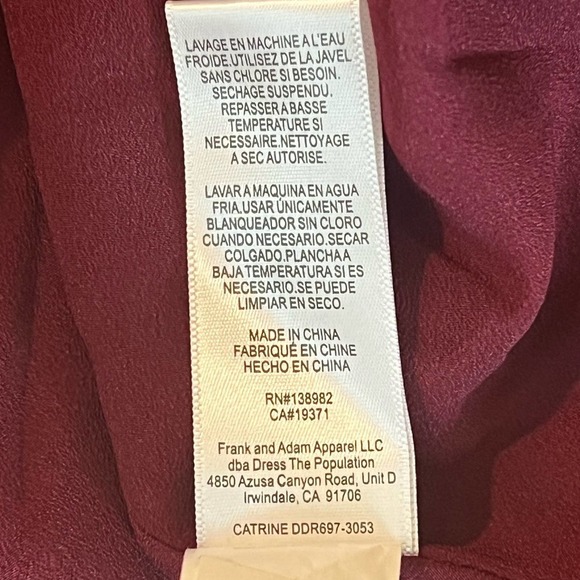 LAVAGE EN MACHINE A L'EAU
FROIDE.UTILISEZ DE LA JAVEL
SANS CHLORE SI BESOIN.
SECHAGE SUSPENDU.
REPASSER A BASSE
TEMPERATURE SI
NECESSAIRE.NETTOYAGE
A SEC AUTORISE.
LAVAR A MAQUINA EN AGUA
FRIA.USAR ÚNICAMENTE
BLANQUEADOR SIN CLORO
CUANDO NECESARIO.SECAR
COLGADO.PLANCHA A
BAJA TEMPERATURA SI ES
NECESARIO.SE PUEDE
LIMPIAR EN SECO.
MADE IN CHINA
FABRIQUÉ EN CHINE
HECHO EN CHINA
RN#138982
CA#19371
Frank and Adam Apparel LLC
dba Dress The Population
4850 Azusa Canyon Road, Unit D
Irwindale, CA 91706
CATRINE DDR697-3053